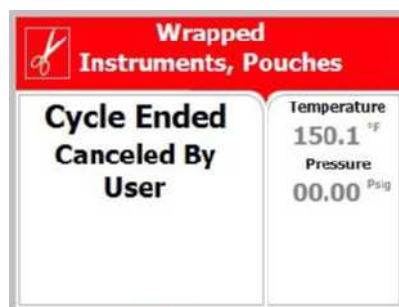 Wrapped
Instruments, Pouches
Cycle Ended
Canceled By
User
Temperature
150.1 °F
Pressure
00.00 Psig